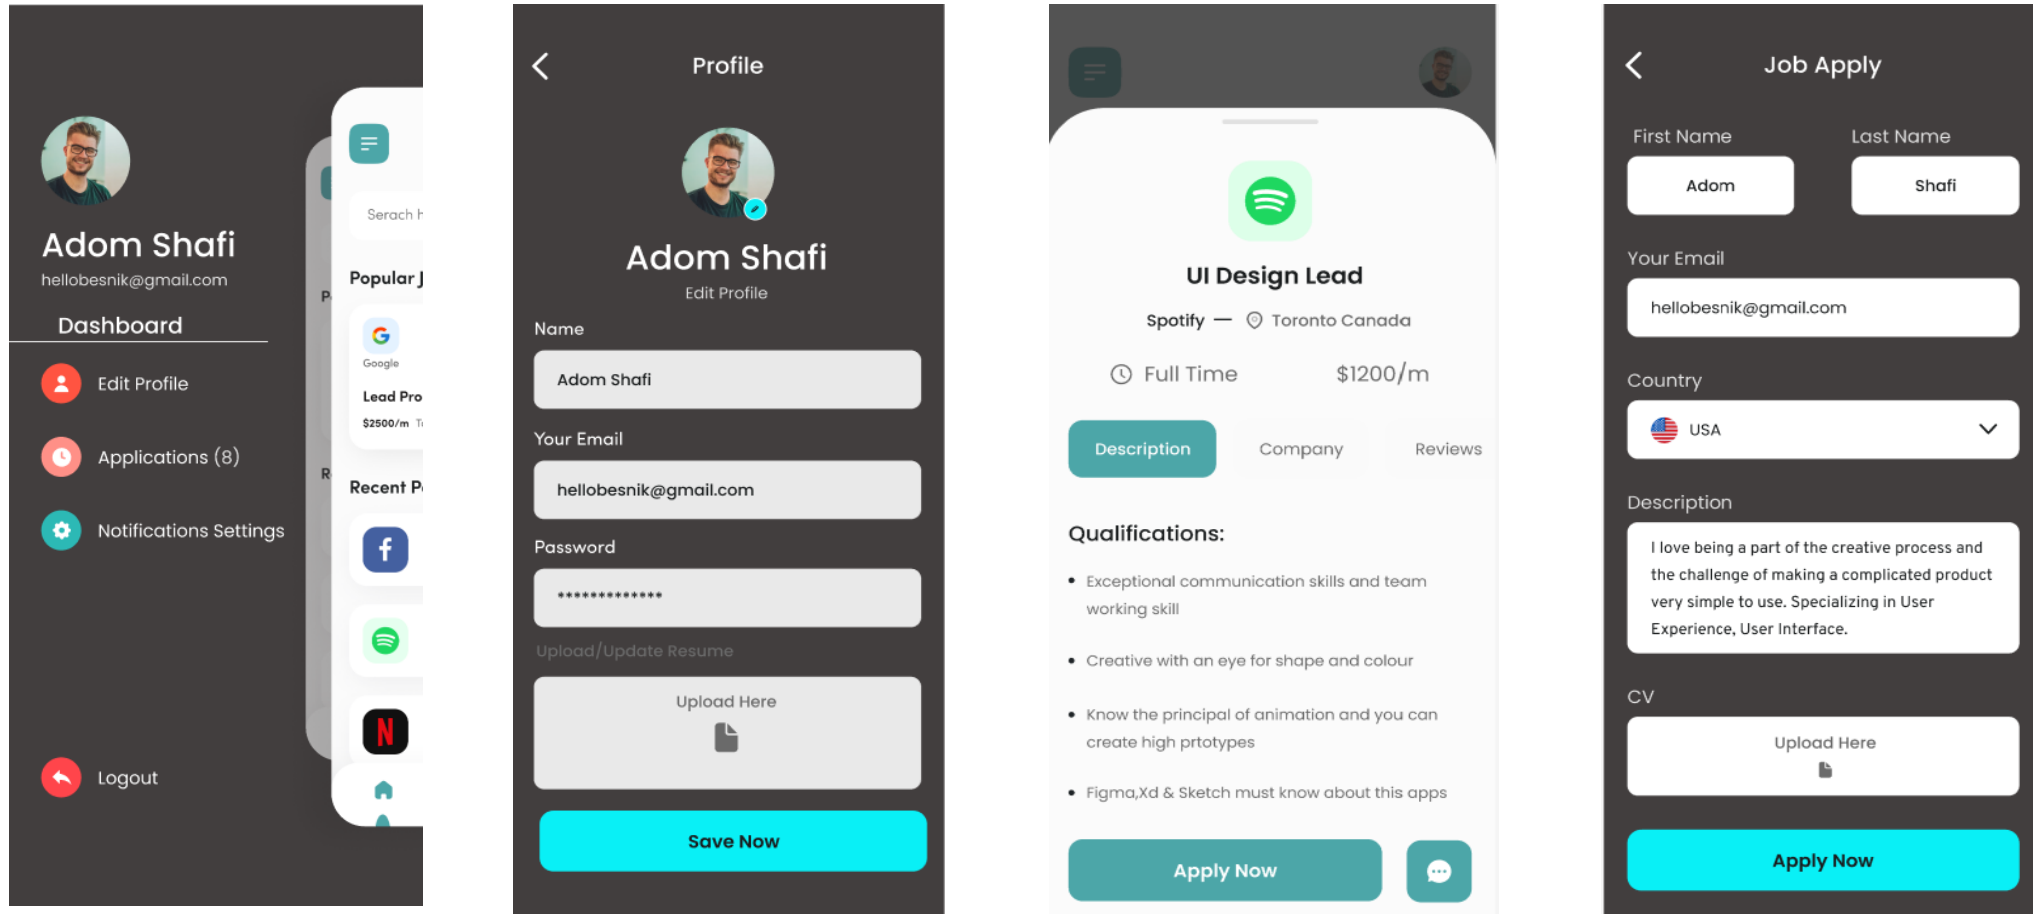 Adom Shafi
hellobesnik@gmail.com
Dashboard
Edit Profile
Applications (8)
Notifications Settings
Logout
Serach h
Popular J
G
Google
Lead Pro
$2500/m T
Recent P
f
N
P
R
Profile
Adom Shafi
Edit Profile
Name
Adom Shafi
Your Email
hellobesnik@gmail.com
Password
*************
Upload/Update Resume
Upload Here
Save Now
UI Design Lead
Spotify — Toronto Canada
Full Time $1200/m
Description Company Reviews
Qualifications:
• Exceptional communication skills and team
working skill
• Creative with an eye for shape and colour
• Know the principal of animation and you can
create high prtotypes
• Figma,Xd & Sketch must know about this apps
Apply Now
Job Apply
First Name Last Name
Adom Shafi
Your Email
hellobesnik@gmail.com
Country
USA
Description
I love being a part of the creative process and
the challenge of making a complicated product
very simple to use. Specializing in User
Experience, User Interface.
CV
Upload Here
Apply Now